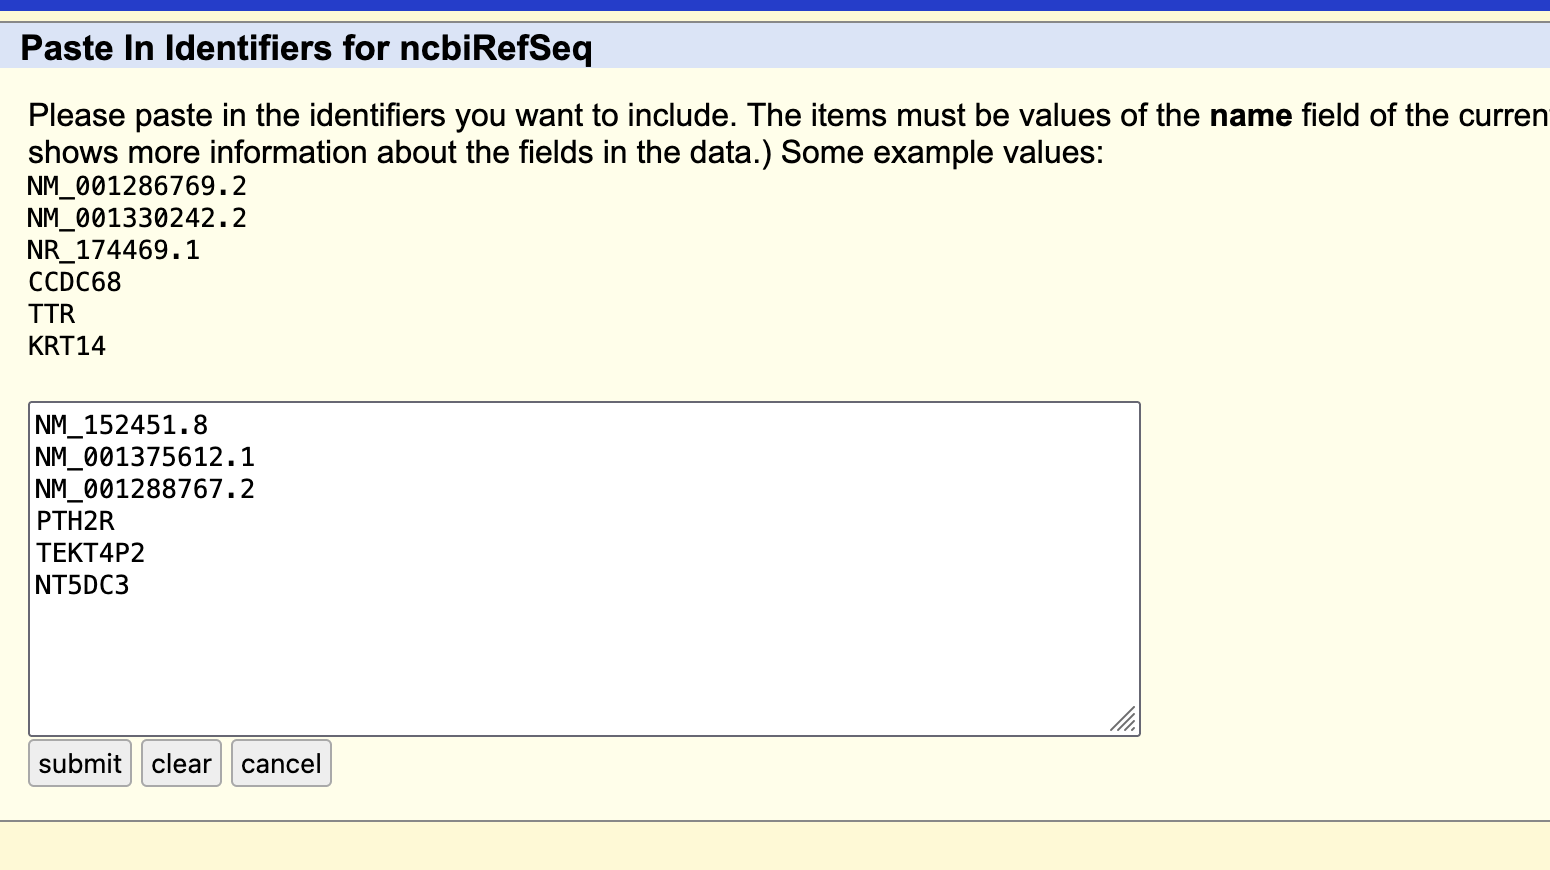 Paste In Identifiers for ncbiRefSeq
Please paste in the identifiers you want to include. The items must be values of the name field of the curren
shows more information about the fields in the data.) Some example values:
NM_001286769.2
NM_001330242.2
NR_174469.1
CCDC68
TTR
KRT14
NM_152451.8
NM_001375612.1
NM_001288767.2
PTH2R
TEKT4P2
NT5DC3
submit clear cancel